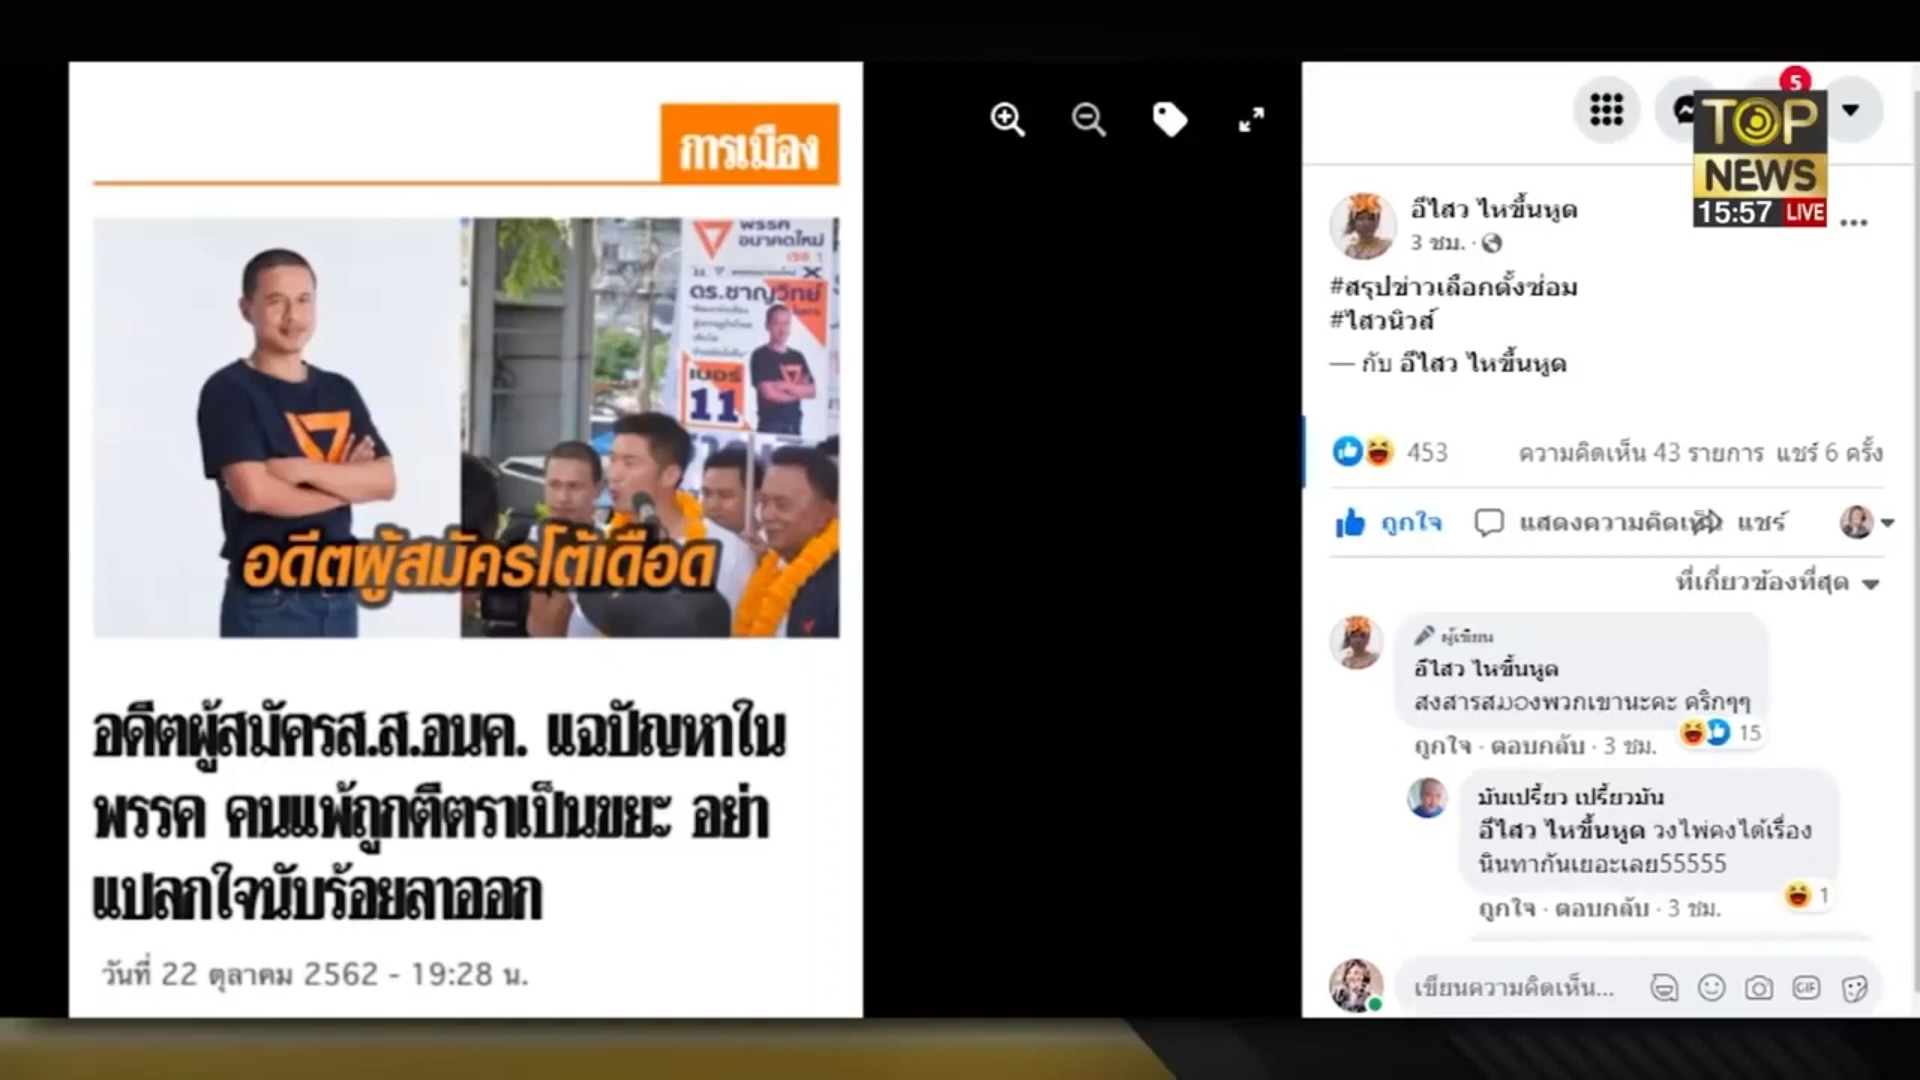 การเมือง
พรรค
อนาคตใหม่
เขต 1
ดร.ชาญวิทย์
เบอร์
11
อดีตผู้สมัครโต้เดือด
อดีตผู้สมัครส.ส.อนค. แฉปัญหาใน
พรรค คนแพ้ถูกตีตราเป็นขยะ อย่า
แปลกใจนับร้อยลาออก
วันที่ 22 ตุลาคม 2562 - 19:28 น.
5
TOP
NEWS
15:57 LIVE
อีไสว ไหขึ้นหูด
3 ชม. ·
#สรุปข่าวเลือกตั้งซ่อม
#ไสวนิวส์
— กับ อีไสว ไหขึ้นหูด
453 ความคิดเห็น 43 รายการ แชร์ 6 ครั้ง
ถูกใจ แสดงความคิดเห็น แชร์
ที่เกี่ยวข้องที่สุด
ผู้เขียน
อีไสว ไหขึ้นหูด
สงสารสมองพวกเขานะคะ คริกๆๆ
15
ถูกใจ · ตอบกลับ · 3 ชม.
มันเปรี้ยว เปรี้ยวมัน
อีไสว ไหขึ้นหูด วงไพ่คงได้เรื่อง
นินทากันเยอะเลย55555
1
ถูกใจ · ตอบกลับ · 3 ชม.
เขียนความคิดเห็น...
GIF